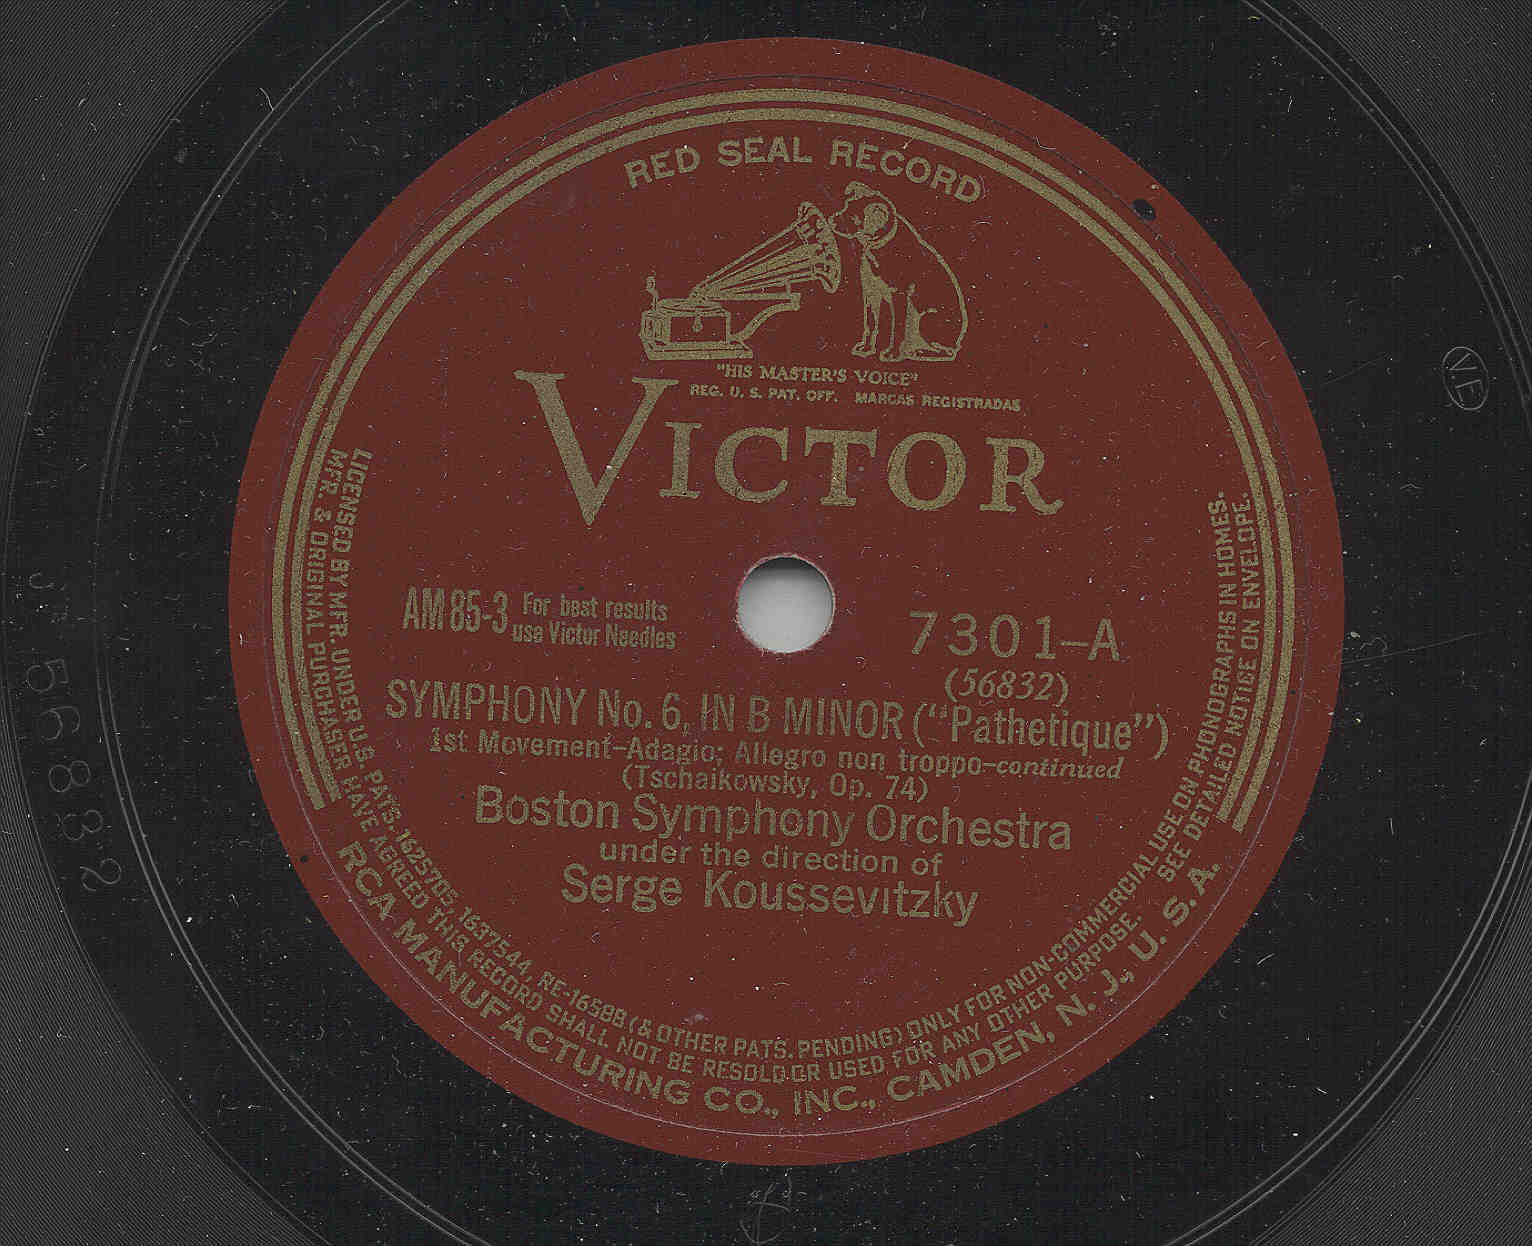 RED SEAL RECORD
"HIS MASTER'S VOICE"
REG. U. S. PAT. OFF. MARCAS REGISTRADAS
VICTOR
VE
AM 85-3 For best results
use Victor Needles
7301-A
(56832)
SYMPHONY No. 6, IN B MINOR ("Pathetique")
1st Movement-Adagio; Allegro non troppo-continued
(Tschaikowsky, Op. 74)
Boston Symphony Orchestra
under the direction of
Serge Koussevitzky
LICENSED BY MFR. UNDER U.S. PATS. 1625705, 1637544, RE-16588 (& OTHER PATS. PENDING) ONLY FOR NON-COMMERCIAL USE ON PHONOGRAPHS IN HOMES.
MFR. & ORIGINAL PURCHASER HAVE AGREED THIS RECORD SHALL NOT BE RESOLD OR USED FOR ANY OTHER PURPOSE. SEE DETAILED NOTICE ON ENVELOPE.
RCA MANUFACTURING CO., INC., CAMDEN, N. J., U. S. A.
56832